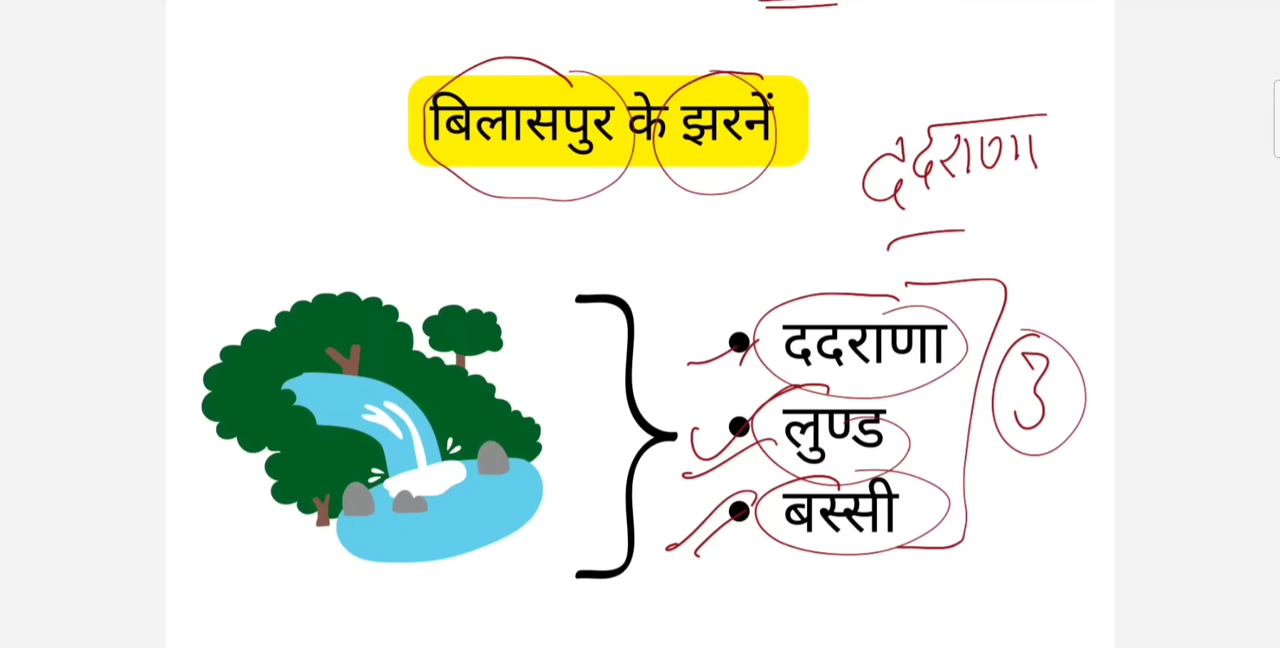 बिलासपुर के झरनें
ददराणा
ददराणा
लुण्ड
बस्सी
3